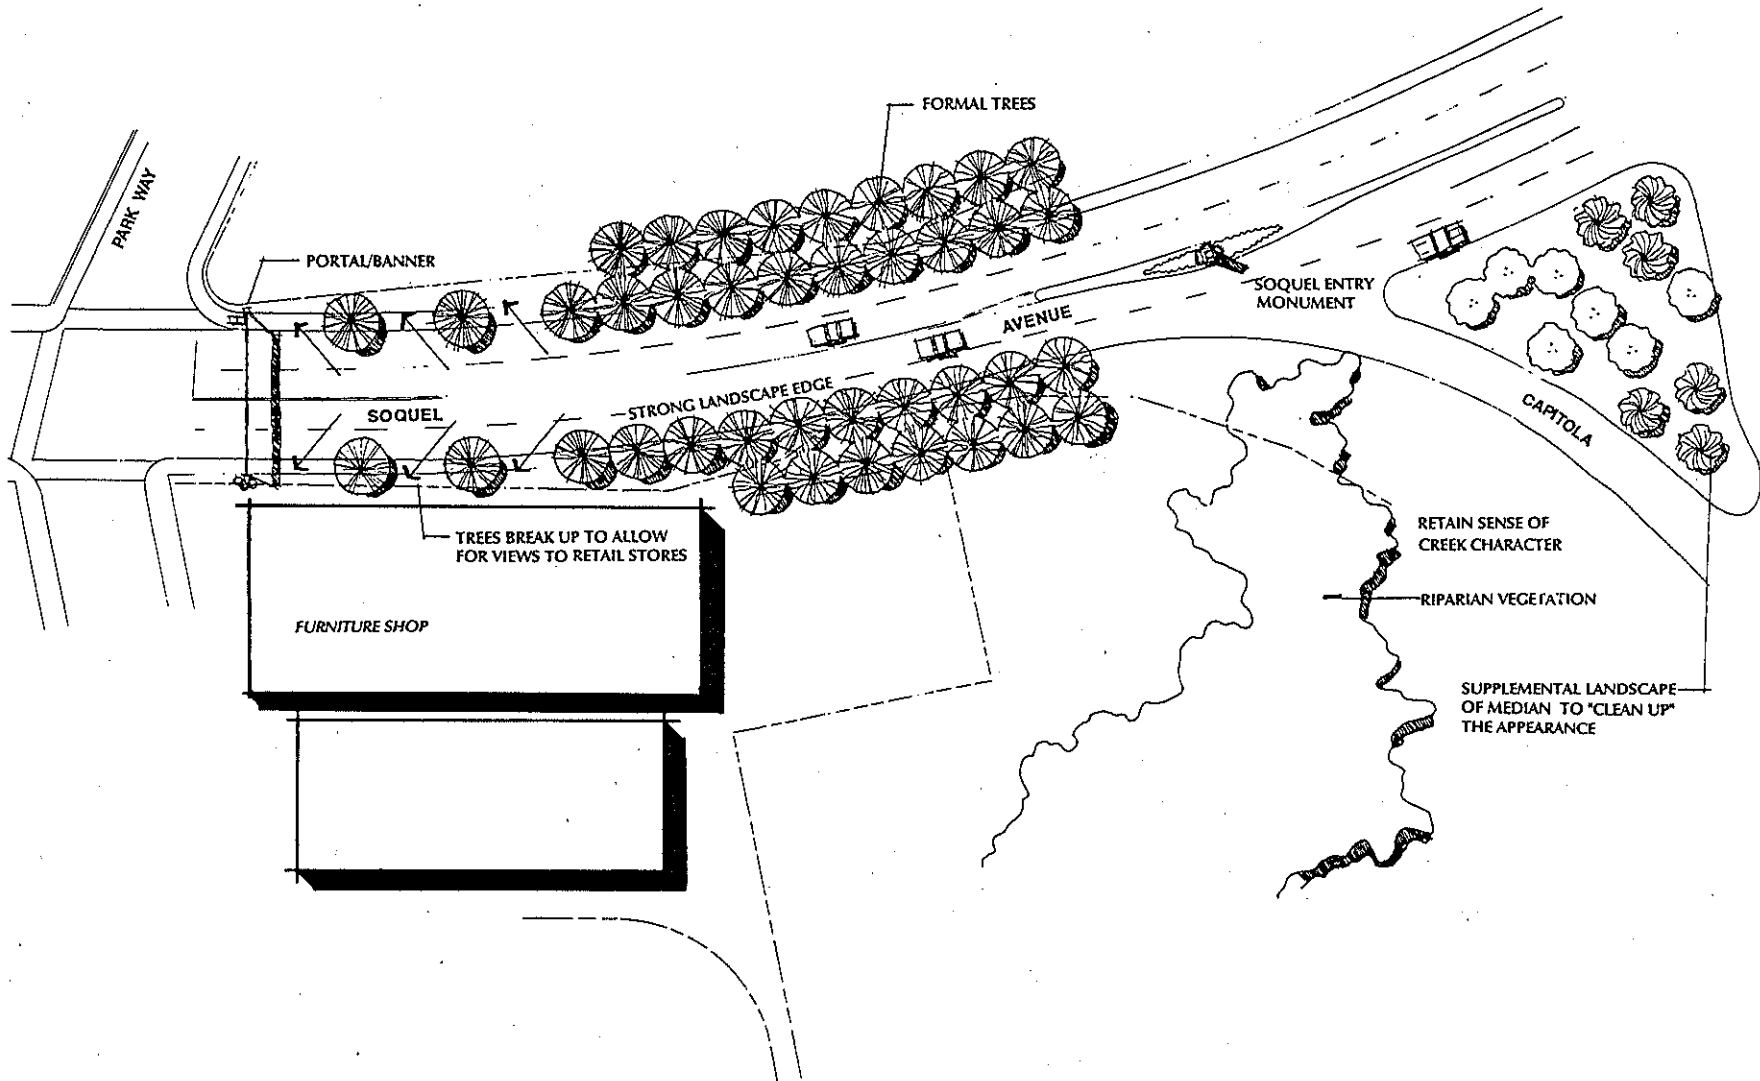 FORMAL TREES
PARK WAY
PORTAL/BANNER
SOQUEL ENTRY
MONUMENT
AVENUE
STRONG LANDSCAPE EDGE
SOQUEL
CAPITOLA
TREES BREAK UP TO ALLOW
FOR VIEWS TO RETAIL STORES
RETAIN SENSE OF
CREEK CHARACTER
RIPARIAN VEGETATION
FURNITURE SHOP
SUPPLEMENTAL LANDSCAPE
OF MEDIAN TO "CLEAN UP"
THE APPEARANCE